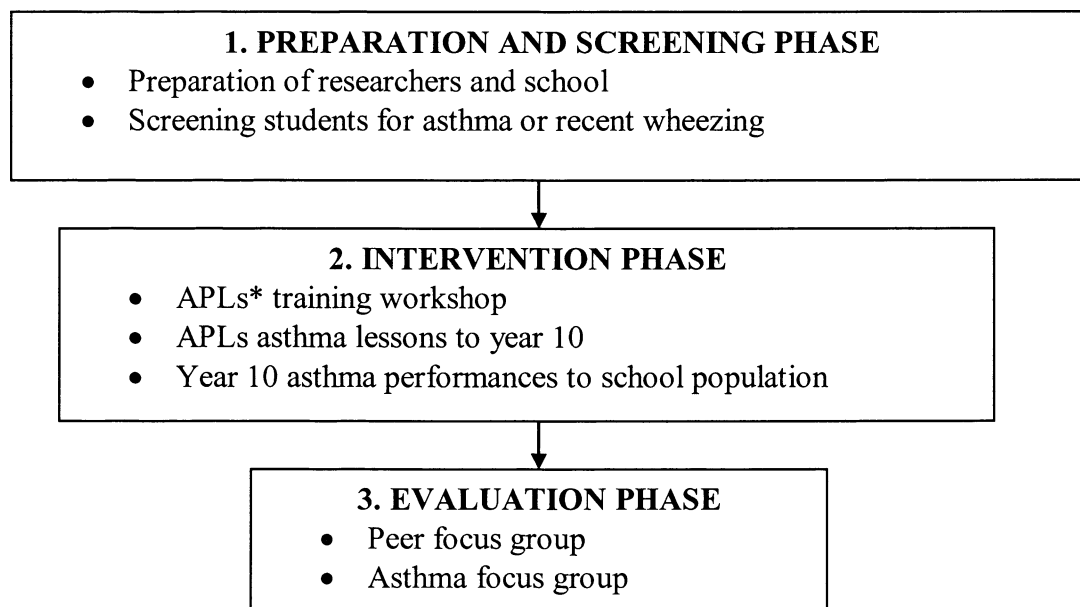 1. PREPARATION AND SCREENING PHASE
• Preparation of researchers and school
• Screening students for asthma or recent wheezing
2. INTERVENTION PHASE
• APLs* training workshop
• APLs asthma lessons to year 10
• Year 10 asthma performances to school population
3. EVALUATION PHASE
• Peer focus group
• Asthma focus group